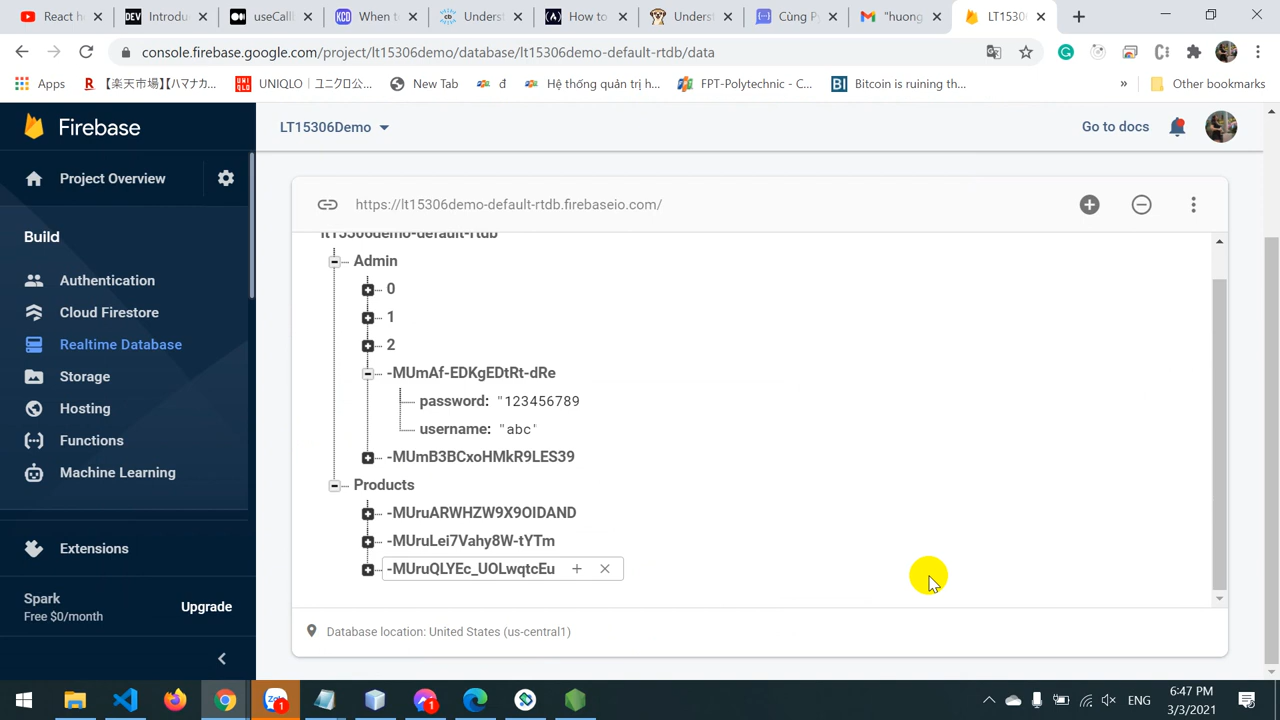 React h
Introdu
useCall
When to
Unders
How to
Unders
Cùng P
"huong
LT1530
console.firebase.google.com/project/lt15306demo/database/lt15306demo-default-rtdb/data
Apps
【楽天市場】【ハマナカ...
UNIQLO | ユニクロ公...
New Tab
đ
Hệ thống quản trị h...
FPT-Polytechnic - C...
Bitcoin is ruining th...
»
Other bookmarks
Firebase
LT15306Demo
Go to docs
Project Overview
https://lt15306demo-default-rtdb.firebaseio.com/
Build
lt15306demo-default-rtdb
Admin
Authentication
0
Cloud Firestore
1
Realtime Database
2
Storage
-MUmAf-EDKgEDtRt-dRe
Hosting
password: "123456789
username: "abc"
Functions
-MUmB3BCxoHMkR9LES39
Machine Learning
Products
-MUruARWHZW9X9OIDAND
-MUruLei7Vahy8W-tYTm
Extensions
-MUruQLYEc_UOLwqtcEu
Spark
Free $0/month
Upgrade
Database location: United States (us-central1)
ENG
6:47 PM
3/3/2021